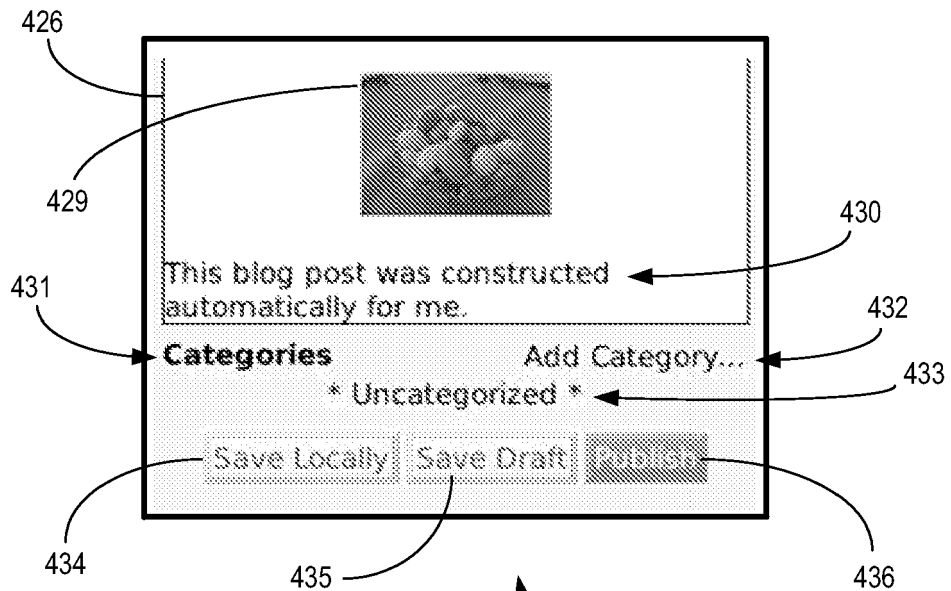 426
429
430
This blog post was constructed
automatically for me.
431
432
Categories Add Category...
433
* Uncategorized *
Save Locally Save Draft
434
435
436